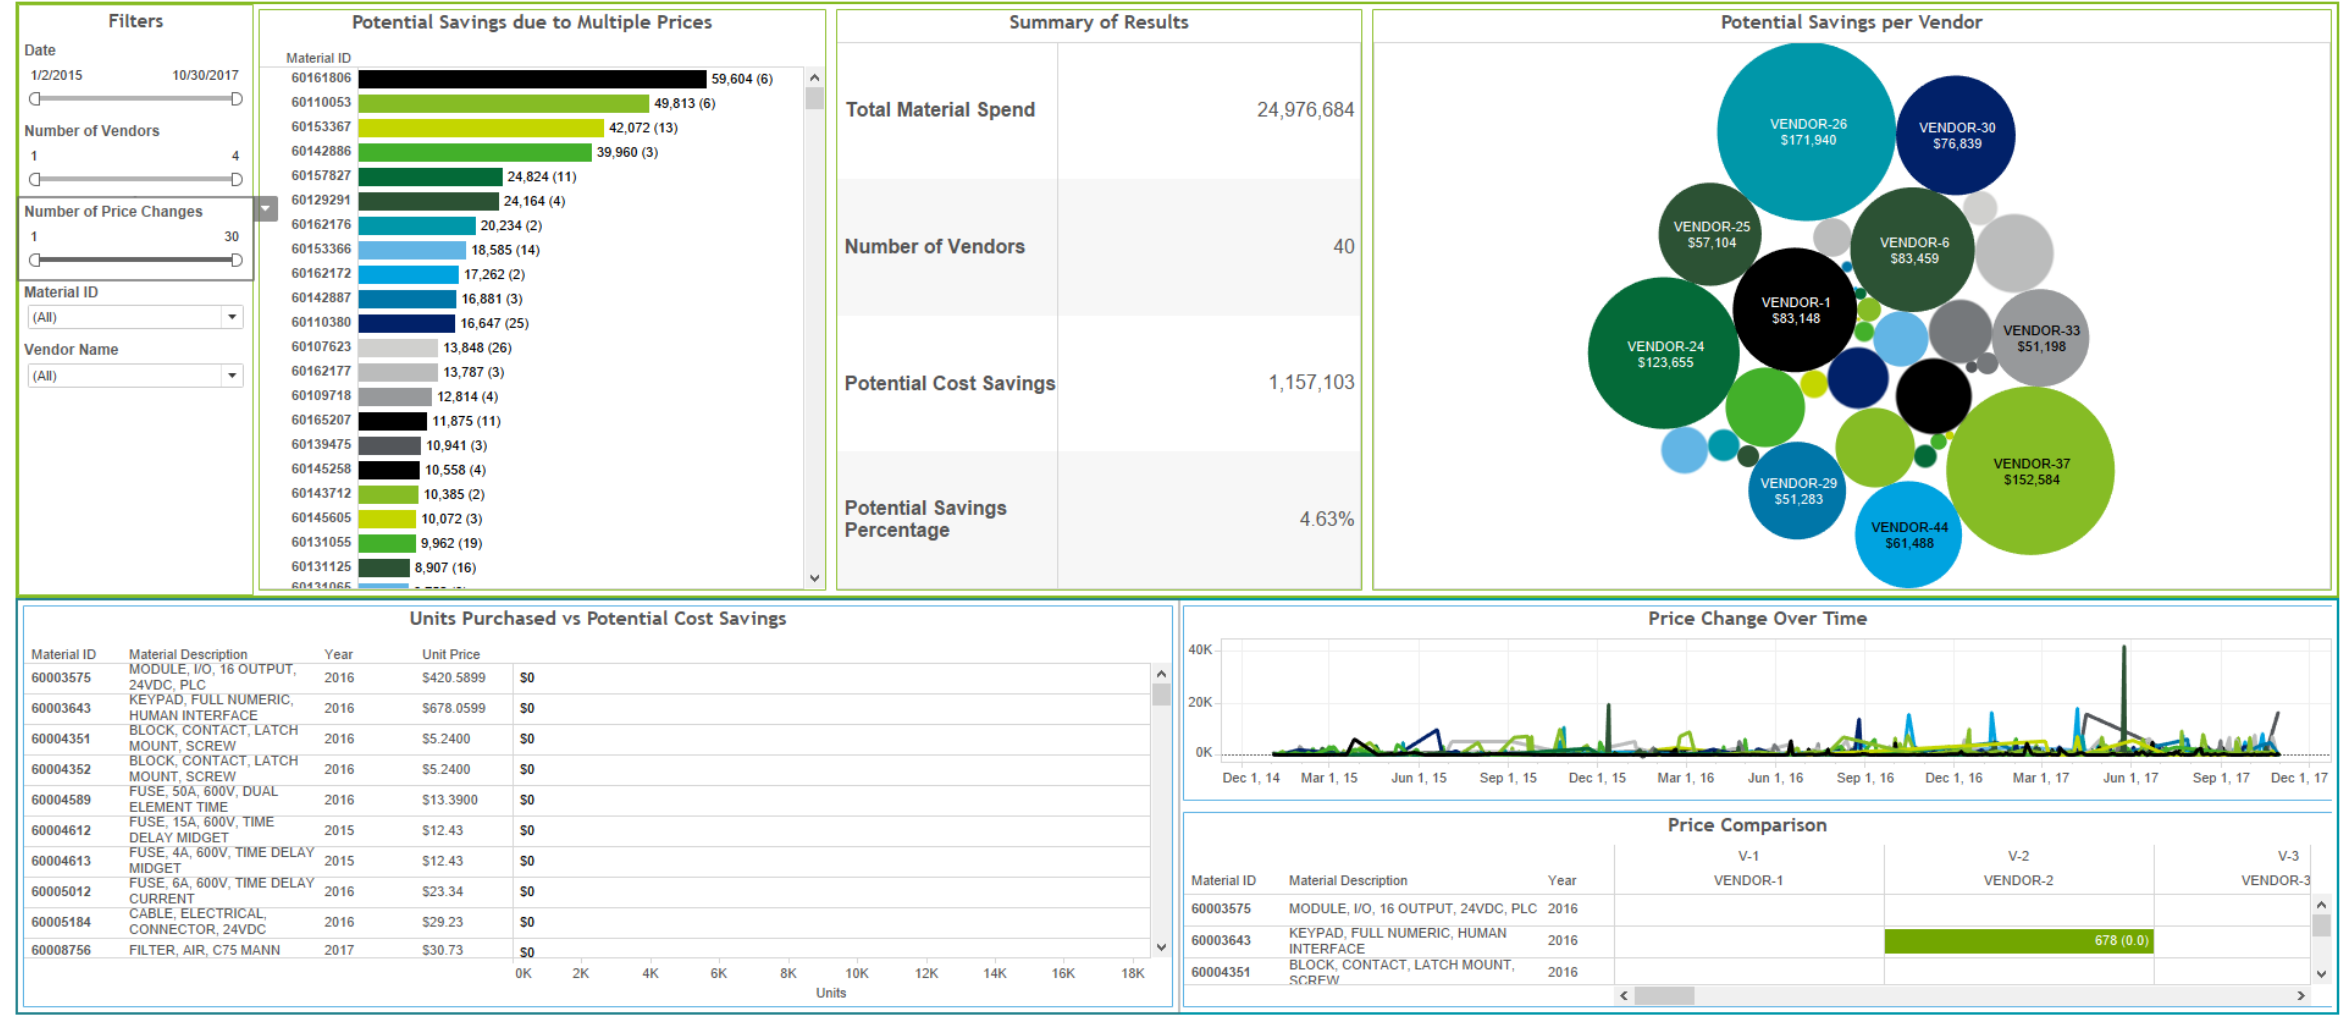 Filters
Date
1/2/2015 10/30/2017
Number of Vendors
1 4
Number of Price Changes
1 30
Material ID
(All)
Vendor Name
(All)
Potential Savings due to Multiple Prices
Material ID
60161806 59,604 (6)
60110053 49,813 (6)
60153367 42,072 (13)
60142886 39,960 (3)
60157827 24,824 (11)
60129291 24,164 (4)
60162176 20,234 (2)
60153366 18,585 (14)
60162172 17,262 (2)
60142887 16,881 (3)
60110380 16,647 (25)
60107623 13,848 (26)
60162177 13,787 (3)
60109718 12,814 (4)
60165207 11,875 (11)
60139475 10,941 (3)
60145258 10,558 (4)
60143712 10,385 (2)
60145605 10,072 (3)
60131055 9,962 (19)
60131125 8,907 (16)
Summary of Results
Total Material Spend 24,976,684
Number of Vendors 40
Potential Cost Savings 1,157,103
Potential Savings
Percentage
4.63%
Potential Savings per Vendor
VENDOR-26
$171,940
VENDOR-30
$76,839
VENDOR-25
$57,104
VENDOR-6
$83,459
VENDOR-1
$83,148
VENDOR-33
$51,198
VENDOR-24
$123,655
VENDOR-37
$152,584
VENDOR-29
$51,283
VENDOR-44
$61,488
Units Purchased vs Potential Cost Savings
Material ID Material Description Year Unit Price
60003575 MODULE, I/O, 16 OUTPUT,
24VDC, PLC
2016 $420.5899 $0
60003643 KEYPAD, FULL NUMERIC,
HUMAN INTERFACE
2016 $678.0599 $0
60004351 BLOCK, CONTACT, LATCH
MOUNT, SCREW
2016 $5.2400 $0
60004352 BLOCK, CONTACT, LATCH
MOUNT, SCREW
2016 $5.2400 $0
60004589 FUSE, 50A, 600V, DUAL
ELEMENT TIME
2016 $13.3900 $0
60004612 FUSE, 15A, 600V, TIME
DELAY MIDGET
2015 $12.43 $0
60004613 FUSE, 4A, 600V, TIME DELAY
MIDGET
2015 $12.43 $0
60005012 FUSE, 6A, 600V, TIME DELAY
CURRENT
2016 $23.34 $0
60005184 CABLE, ELECTRICAL,
CONNECTOR, 24VDC
2016 $29.23 $0
60008756 FILTER, AIR, C75 MANN 2017 $30.73 $0
0K 2K 4K 6K 8K 10K 12K 14K 16K 18K
Units
Price Change Over Time
40K
20K
0K
Dec 1, 14 Mar 1, 15 Jun 1, 15 Sep 1, 15 Dec 1, 15 Mar 1, 16 Jun 1, 16 Sep 1, 16 Dec 1, 16 Mar 1, 17 Jun 1, 17 Sep 1, 17 Dec 1, 17
Price Comparison
V-1 V-2 V-3
Material ID Material Description Year VENDOR-1 VENDOR-2 VENDOR-3
60003575 MODULE, I/O, 16 OUTPUT, 24VDC, PLC 2016
60003643 KEYPAD, FULL NUMERIC, HUMAN
INTERFACE
2016 678 (0.0)
60004351 BLOCK, CONTACT, LATCH MOUNT,
SCREW
2016